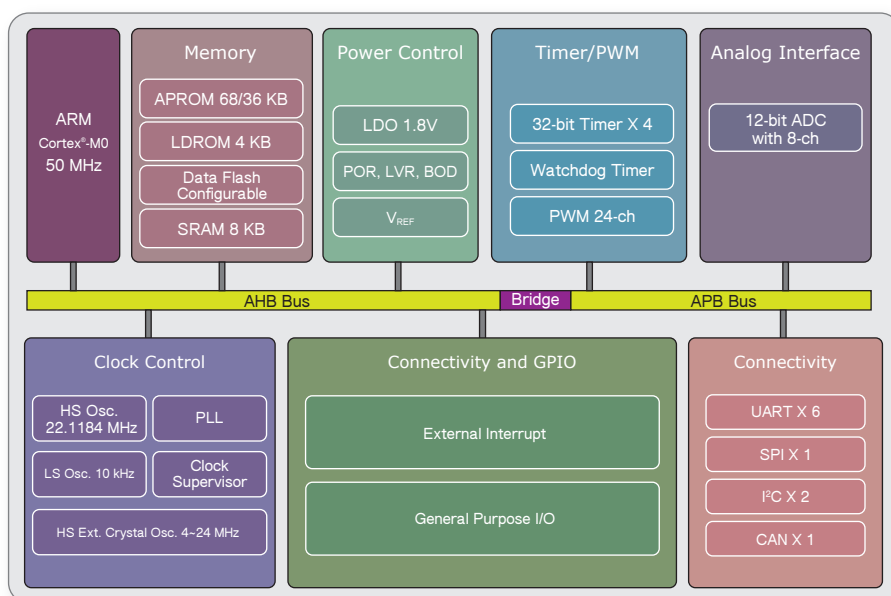 ARM
Cortex®-M0
50 MHz
Memory
APROM 68/36 KB
LDROM 4 KB
Data Flash
Configurable
SRAM 8 KB
Power Control
LDO 1.8V
POR, LVR, BOD
VREF
Timer/PWM
32-bit Timer X 4
Watchdog Timer
PWM 24-ch
Analog Interface
12-bit ADC
with 8-ch
AHB Bus
Bridge
APB Bus
Clock Control
HS Osc.
22.1184 MHz
PLL
LS Osc. 10 kHz
Clock
Supervisor
HS Ext. Crystal Osc. 4~24 MHz
Connectivity and GPIO
External Interrupt
General Purpose I/O
Connectivity
UART X 6
SPI X 1
I²C X 2
CAN X 1